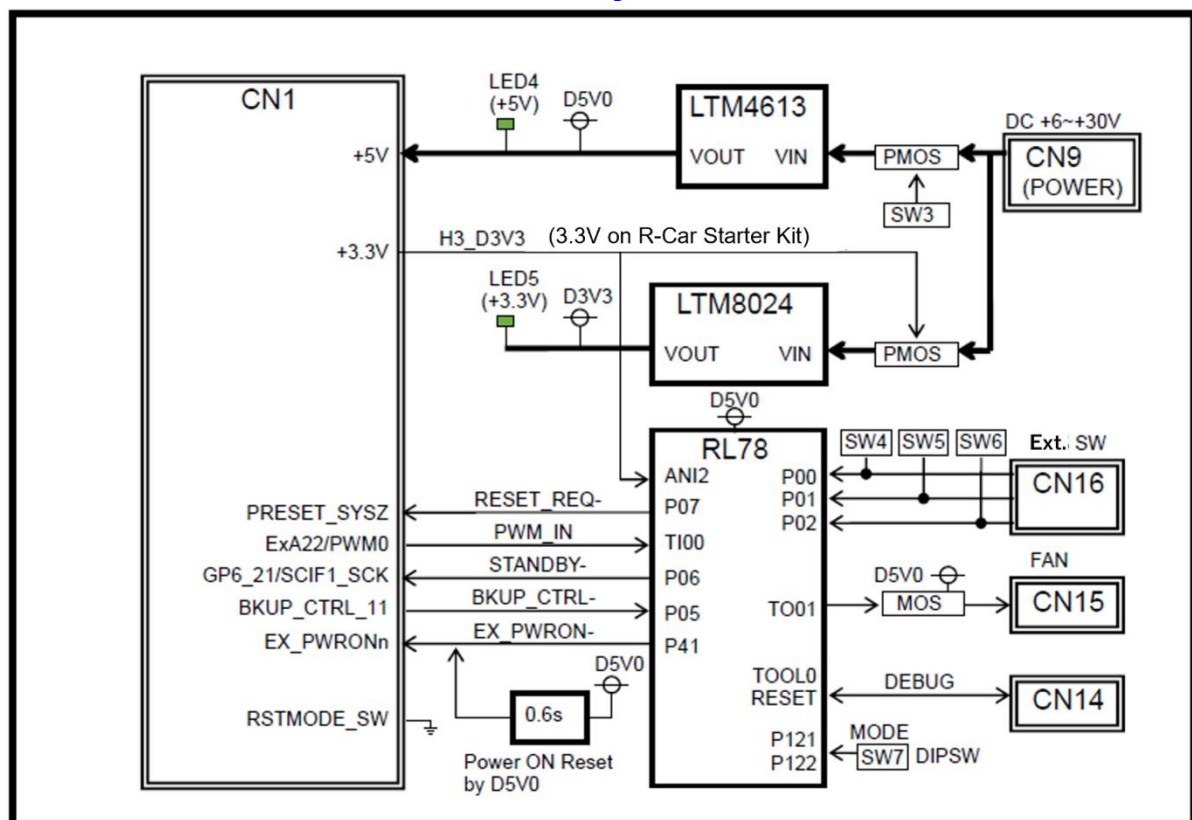 CN1
LED4
(+5V)
D5V0
LTM4613
DC +6~+30V
+5V
VOUT
VIN
PMOS
CN9
(POWER)
SW3
+3.3V
H3_D3V3
(3.3V on R-Car Starter Kit)
LED5
(+3.3V)
D3V3
LTM8024
VOUT
VIN
PMOS
D5V0
RL78
SW4
SW5
SW6
Ext. SW
ANI2
P00
CN16
PRESET_SYSZ
RESET_REQ-
P07
P01
ExA22/PWM0
PWM_IN
TI00
P02
GP6_21/SCIF1_SCK
STANDBY-
P06
FAN
D5V0
BKUP_CTRL_11
BKUP_CTRL-
P05
TO01
MOS
CN15
EX_PWRONn
EX_PWRON-
P41
D5V0
TOOL0
RESET
DEBUG
CN14
RSTMODE_SW
0.6s
Power ON Reset
by D5V0
P121
P122
MODE
SW7
DIPSW